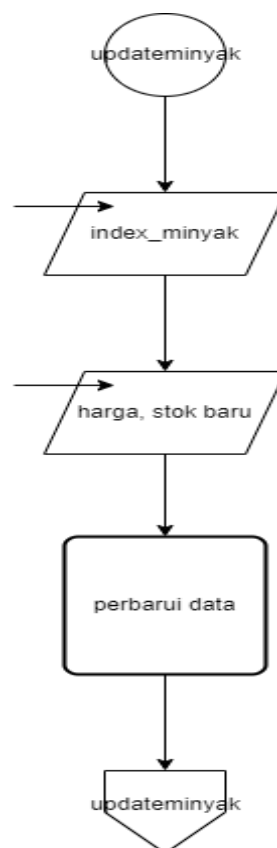 updateminyak
index_minyak
harga, stok baru
perbarui data
updateminyak